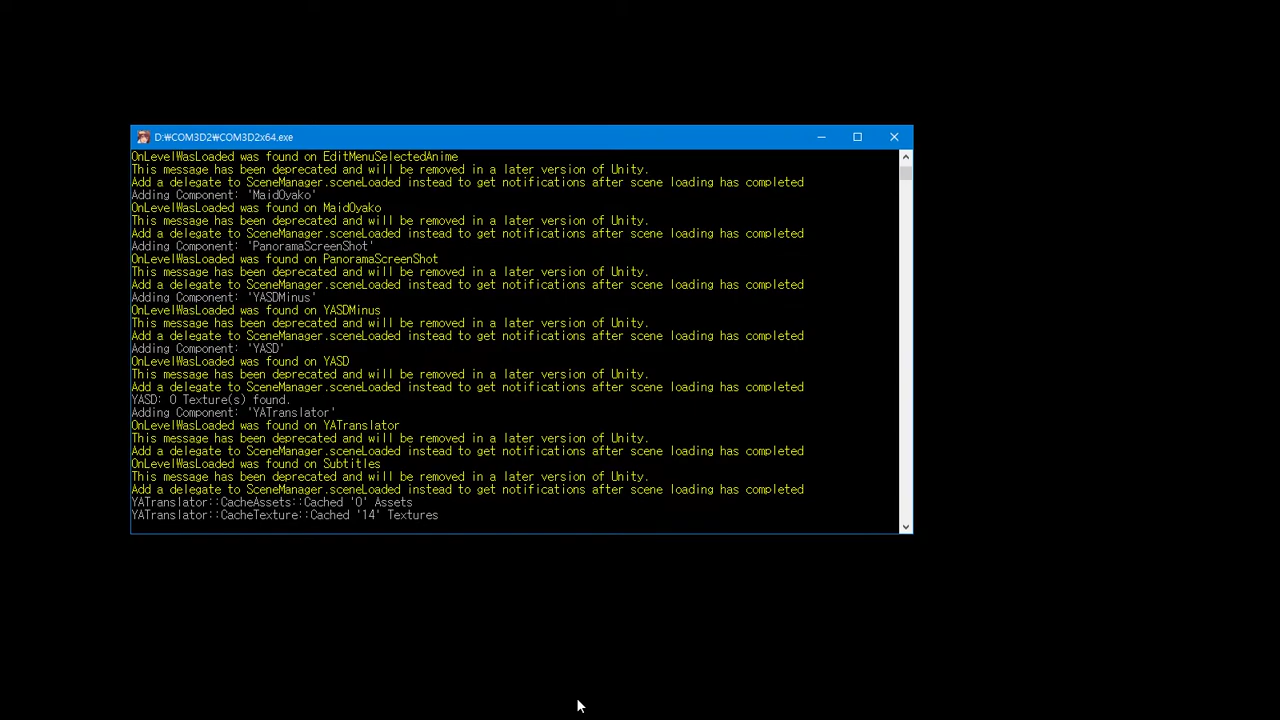 D:₩COM3D2₩COM3D2x64.exe
OnLevelWasLoaded was found on EditMenuSelectedAnime
This message has been deprecated and will be removed in a later version of Unity.
Add a delegate to SceneManager.sceneLoaded instead to get notifications after scene loading has completed
Adding Component: 'MaidOyako'
OnLevelWasLoaded was found on MaidOyako
This message has been deprecated and will be removed in a later version of Unity.
Add a delegate to SceneManager.sceneLoaded instead to get notifications after scene loading has completed
Adding Component: 'PanoramaScreenShot'
OnLevelWasLoaded was found on PanoramaScreenShot
This message has been deprecated and will be removed in a later version of Unity.
Add a delegate to SceneManager.sceneLoaded instead to get notifications after scene loading has completed
Adding Component: 'YASDMinus'
OnLevelWasLoaded was found on YASDMinus
This message has been deprecated and will be removed in a later version of Unity.
Add a delegate to SceneManager.sceneLoaded instead to get notifications after scene loading has completed
Adding Component: 'YASD'
OnLevelWasLoaded was found on YASD
This message has been deprecated and will be removed in a later version of Unity.
Add a delegate to SceneManager.sceneLoaded instead to get notifications after scene loading has completed
YASD: 0 Texture(s) found.
Adding Component: 'YATranslator'
OnLevelWasLoaded was found on YATranslator
This message has been deprecated and will be removed in a later version of Unity.
Add a delegate to SceneManager.sceneLoaded instead to get notifications after scene loading has completed
OnLevelWasLoaded was found on Subtitles
This message has been deprecated and will be removed in a later version of Unity.
Add a delegate to SceneManager.sceneLoaded instead to get notifications after scene loading has completed
YATranslator::CacheAssets::Cached '0' Assets
YATranslator::CacheTexture::Cached '14' Textures